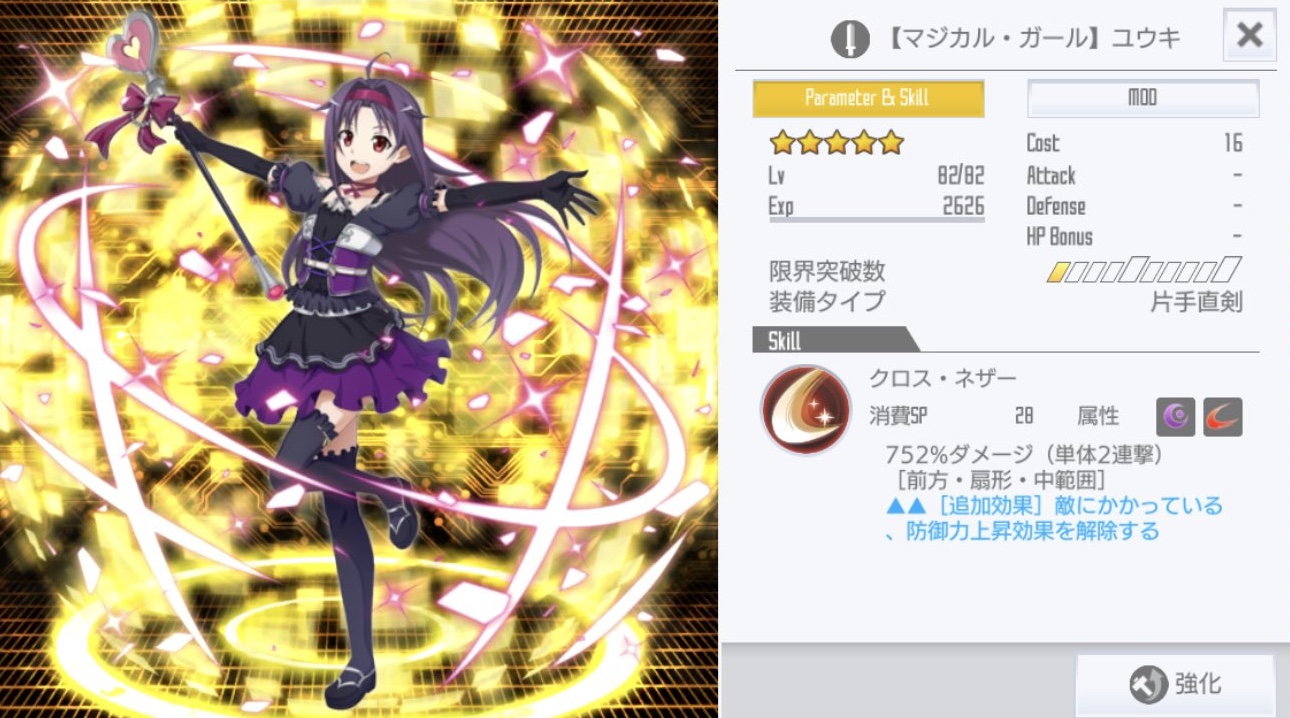 【マジカル・ガール】ユウキ
Parameter & Skill
MOD
Lv 82/82
Exp 2626
Cost 16
Attack -
Defense -
HP Bonus -
限界突破数
装備タイプ 片手直剣
Skill
クロス・ネザー
消費SP 28 属性
752%ダメージ（単体2連撃）
［前方・扇形・中範囲］
▲▲［追加効果］敵にかかっている
、防御力上昇効果を解除する
強化